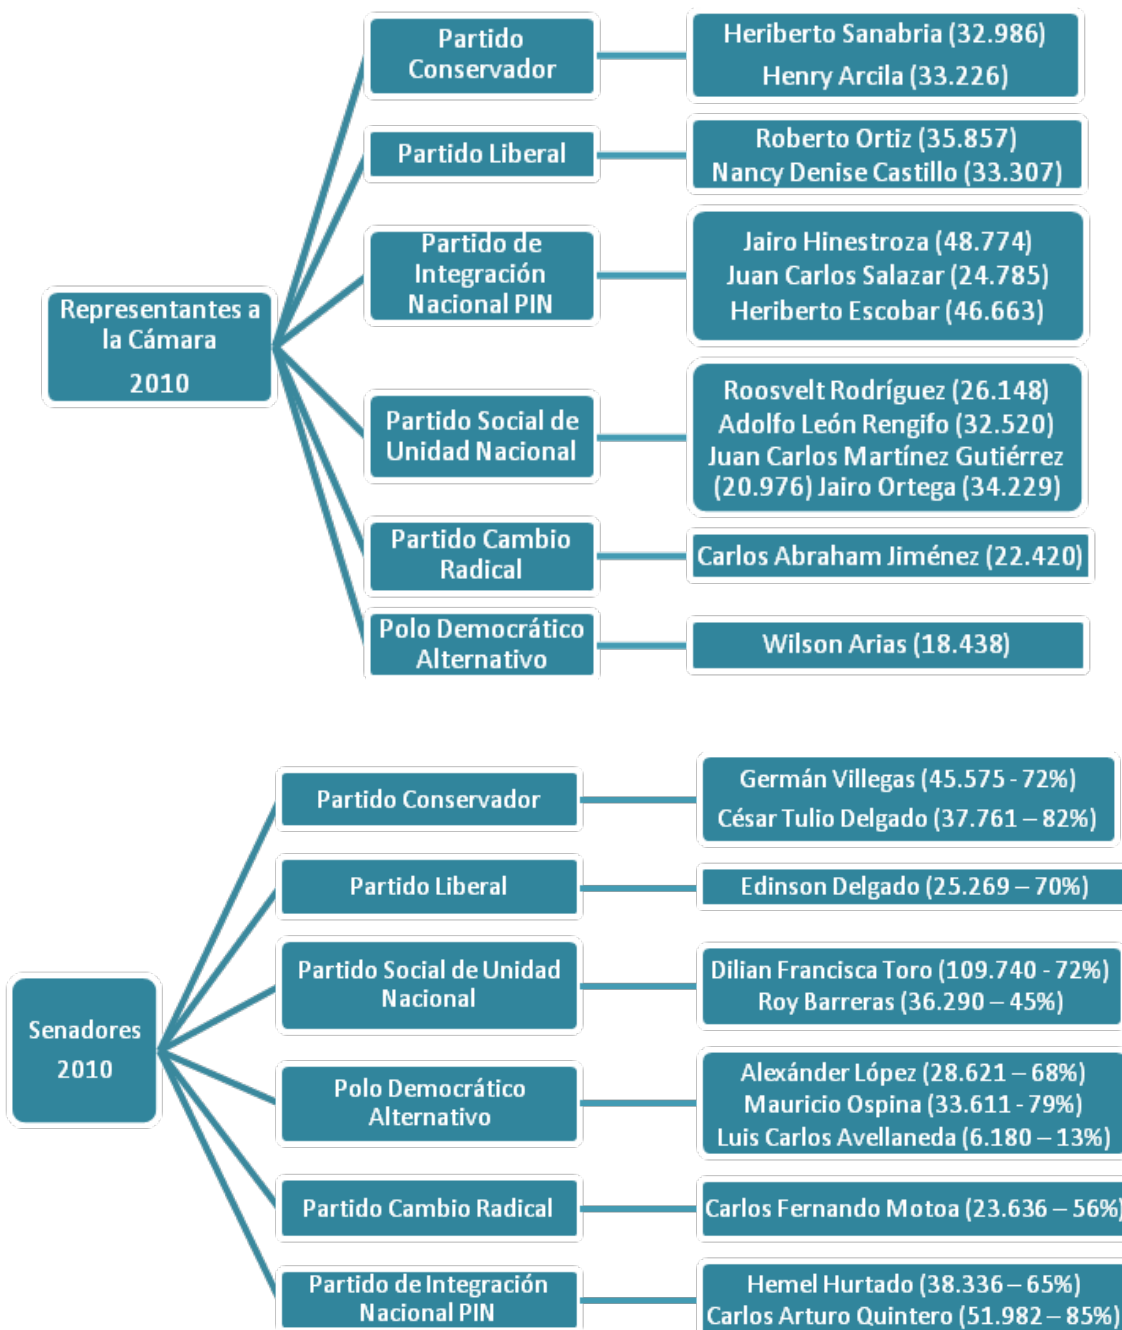 Representantes a
la Cámara
2010
Partido
Conservador
Heriberto Sanabria (32.986)
Henry Arcila (33.226)
Partido Liberal
Roberto Ortiz (35.857)
Nancy Denise Castillo (33.307)
Partido de
Integración
Nacional PIN
Jairo Hinestroza (48.774)
Juan Carlos Salazar (24.785)
Heriberto Escobar (46.663)
Partido Social de
Unidad Nacional
Roosvelt Rodríguez (26.148)
Adolfo León Rengifo (32.520)
Juan Carlos Martínez Gutiérrez
(20.976) Jairo Ortega (34.229)
Partido Cambio
Radical
Carlos Abraham Jiménez (22.420)
Polo Democrático
Alternativo
Wilson Arias (18.438)
Senadores
2010
Partido Conservador
Germán Villegas (45.575 - 72%)
César Tulio Delgado (37.761 – 82%)
Partido Liberal
Edinson Delgado (25.269 – 70%)
Partido Social de Unidad
Nacional
Dilian Francisca Toro (109.740 - 72%)
Roy Barreras (36.290 – 45%)
Polo Democrático
Alternativo
Alexánder López (28.621 – 68%)
Mauricio Ospina (33.611 - 79%)
Luis Carlos Avellaneda (6.180 – 13%)
Partido Cambio Radical
Carlos Fernando Motoa (23.636 – 56%)
Partido de Integración
Nacional PIN
Hemel Hurtado (38.336 – 65%)
Carlos Arturo Quintero (51.982 – 85%)